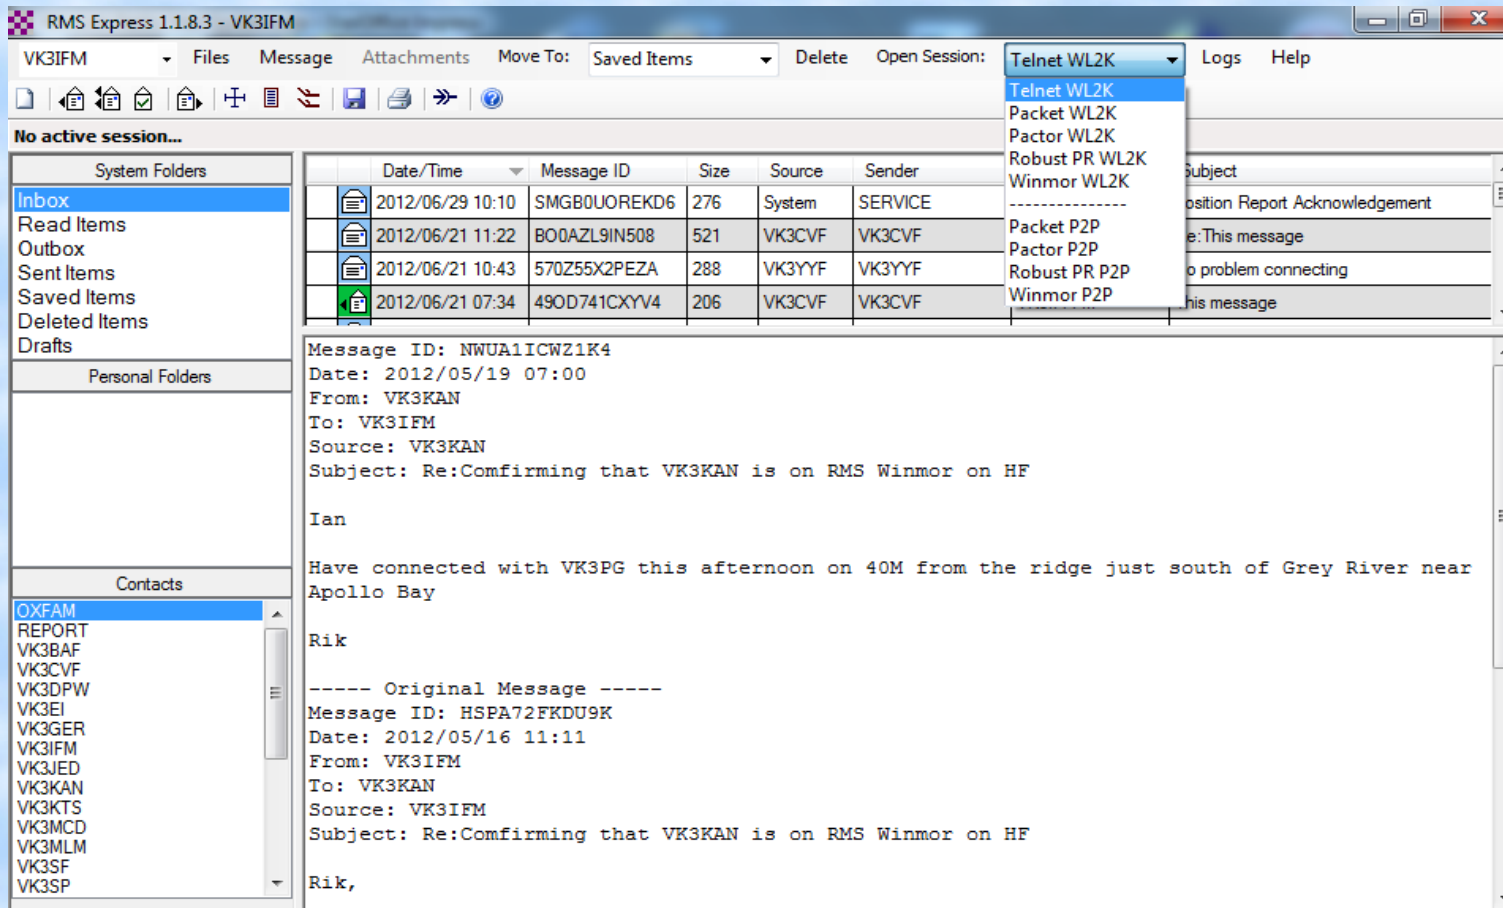 RMS Express 1.1.8.3 - VK3IFM
VK3IFM Files Message Attachments Move To: Saved Items Delete Open Session: Telnet WL2K Logs Help
Telnet WL2K
Packet WL2K
Pactor WL2K
Robust PR WL2K
Winmor WL2K
---------------
Packet P2P
Pactor P2P
Robust PR P2P
Winmor P2P
No active session...
System Folders
Inbox
Read Items
Outbox
Sent Items
Saved Items
Deleted Items
Drafts
Personal Folders
Contacts
OXFAM
REPORT
VK3BAF
VK3CVF
VK3DPW
VK3EI
VK3GER
VK3IFM
VK3JED
VK3KAN
VK3KTS
VK3MCD
VK3MLM
VK3SF
VK3SP
Date/Time Message ID Size Source Sender Subject
2012/06/29 10:10 SMGB0UOREKD6 276 System SERVICE osition Report Acknowledgement
2012/06/21 11:22 BO0AZL9IN508 521 VK3CVF VK3CVF e:This message
2012/06/21 10:43 570Z55X2PEZA 288 VK3YYF VK3YYF o problem connecting
2012/06/21 07:34 49OD741CXYV4 206 VK3CVF VK3CVF his message
Message ID: NWUA1ICWZ1K4
Date: 2012/05/19 07:00
From: VK3KAN
To: VK3IFM
Source: VK3KAN
Subject: Re:Comfirming that VK3KAN is on RMS Winmor on HF
Ian
Have connected with VK3PG this afternoon on 40M from the ridge just south of Grey River near
Apollo Bay
Rik
----- Original Message -----
Message ID: HSPA72FKDU9K
Date: 2012/05/16 11:11
From: VK3IFM
To: VK3KAN
Source: VK3IFM
Subject: Re:Comfirming that VK3KAN is on RMS Winmor on HF
Rik,